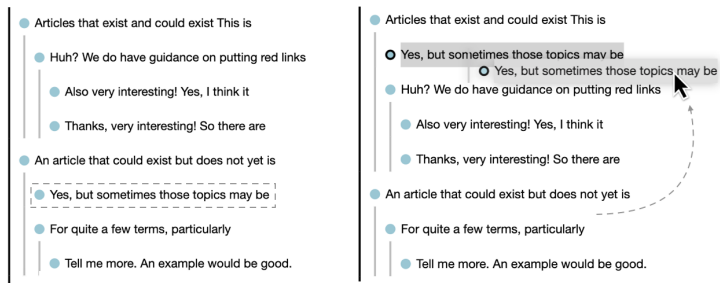 Articles that exist and could exist This is
Huh? We do have guidance on putting red links
Also very interesting! Yes, I think it
Thanks, very interesting! So there are
An article that could exist but does not yet is
Yes, but sometimes those topics may be
For quite a few terms, particularly
Tell me more. An example would be good.
Articles that exist and could exist This is
Yes, but sometimes those topics may be
Yes, but sometimes those topics may be
Huh? We do have guidance on putting red links
Also very interesting! Yes, I think it
Thanks, very interesting! So there are
An article that could exist but does not yet is
For quite a few terms, particularly
Tell me more. An example would be good.